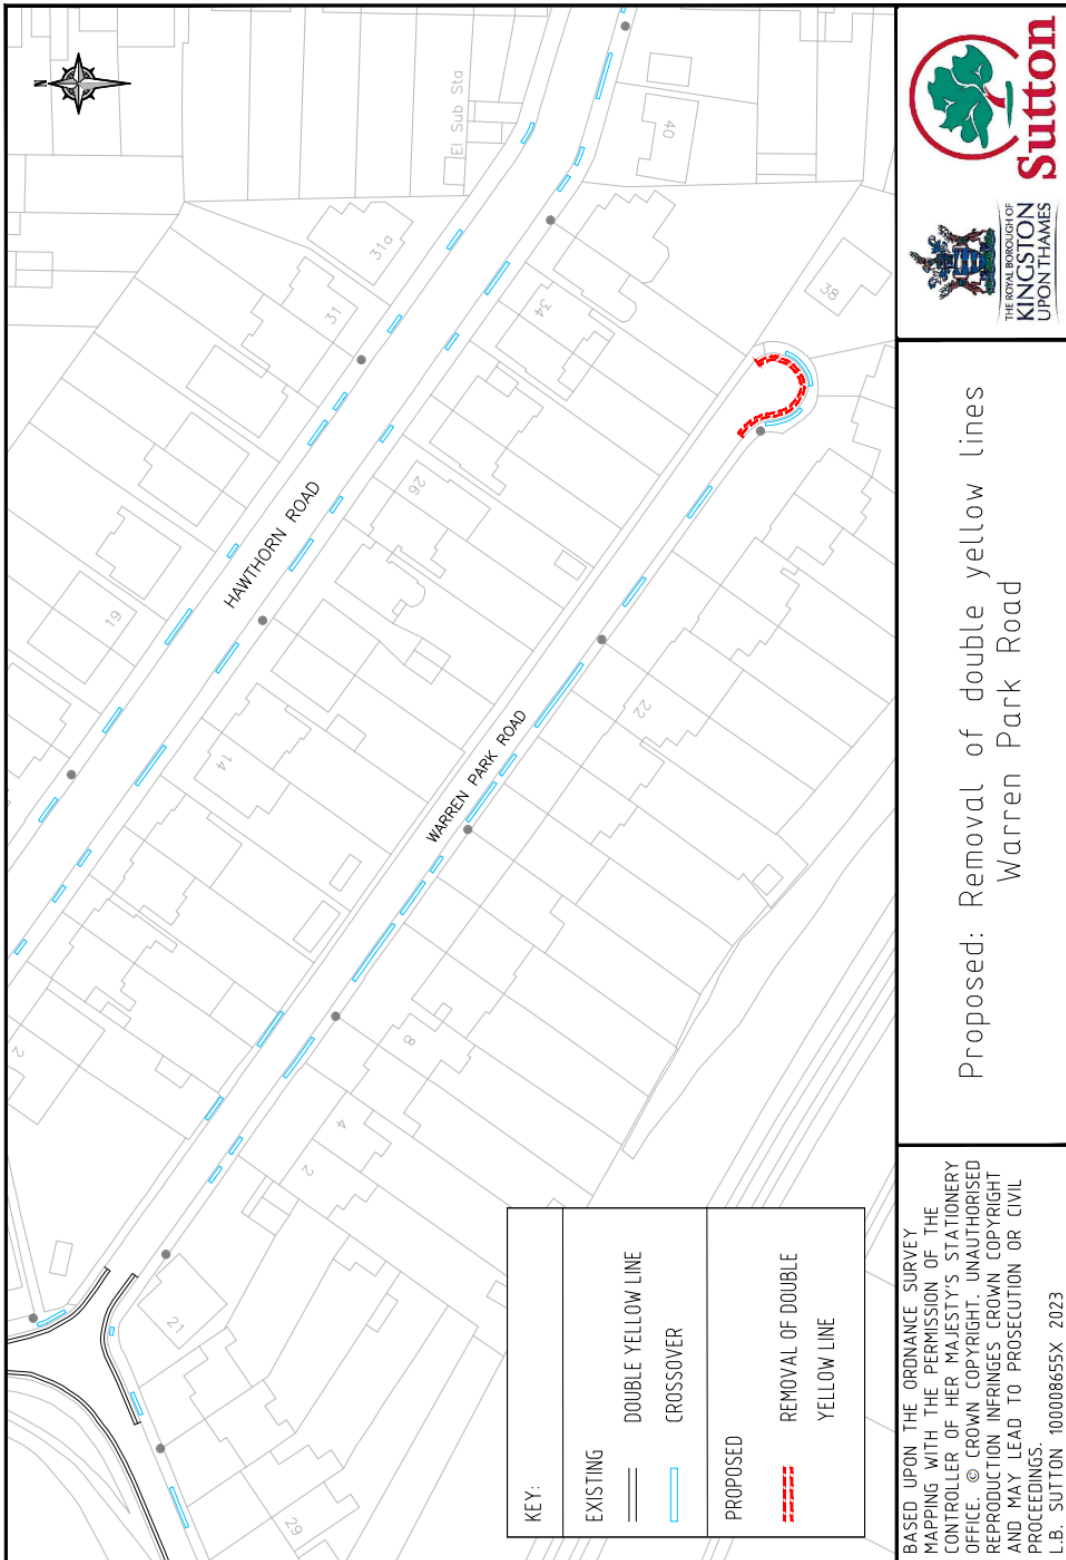 N
El Sub Sta
40
31a
31
34
38
HAWTHORN ROAD
26
19
14
22
WARREN PARK ROAD
2
8
4
2
21
29
KEY:
EXISTING
DOUBLE YELLOW LINE
CROSSOVER
PROPOSED
REMOVAL OF DOUBLE
YELLOW LINE
BASED UPON THE ORDNANCE SURVEY
MAPPING WITH THE PERMISSION OF THE
CONTROLLER OF HER MAJESTY'S STATIONERY
OFFICE. © CROWN COPYRIGHT. UNAUTHORISED
REPRODUCTION INFRINGES CROWN COPYRIGHT
AND MAY LEAD TO PROSECUTION OR CIVIL
PROCEEDINGS.
L.B. SUTTON 100008655X 2023
Proposed: Removal of double yellow lines
Warren Park Road
THE ROYAL BOROUGH OF
KINGSTON
UPON THAMES
Sutton